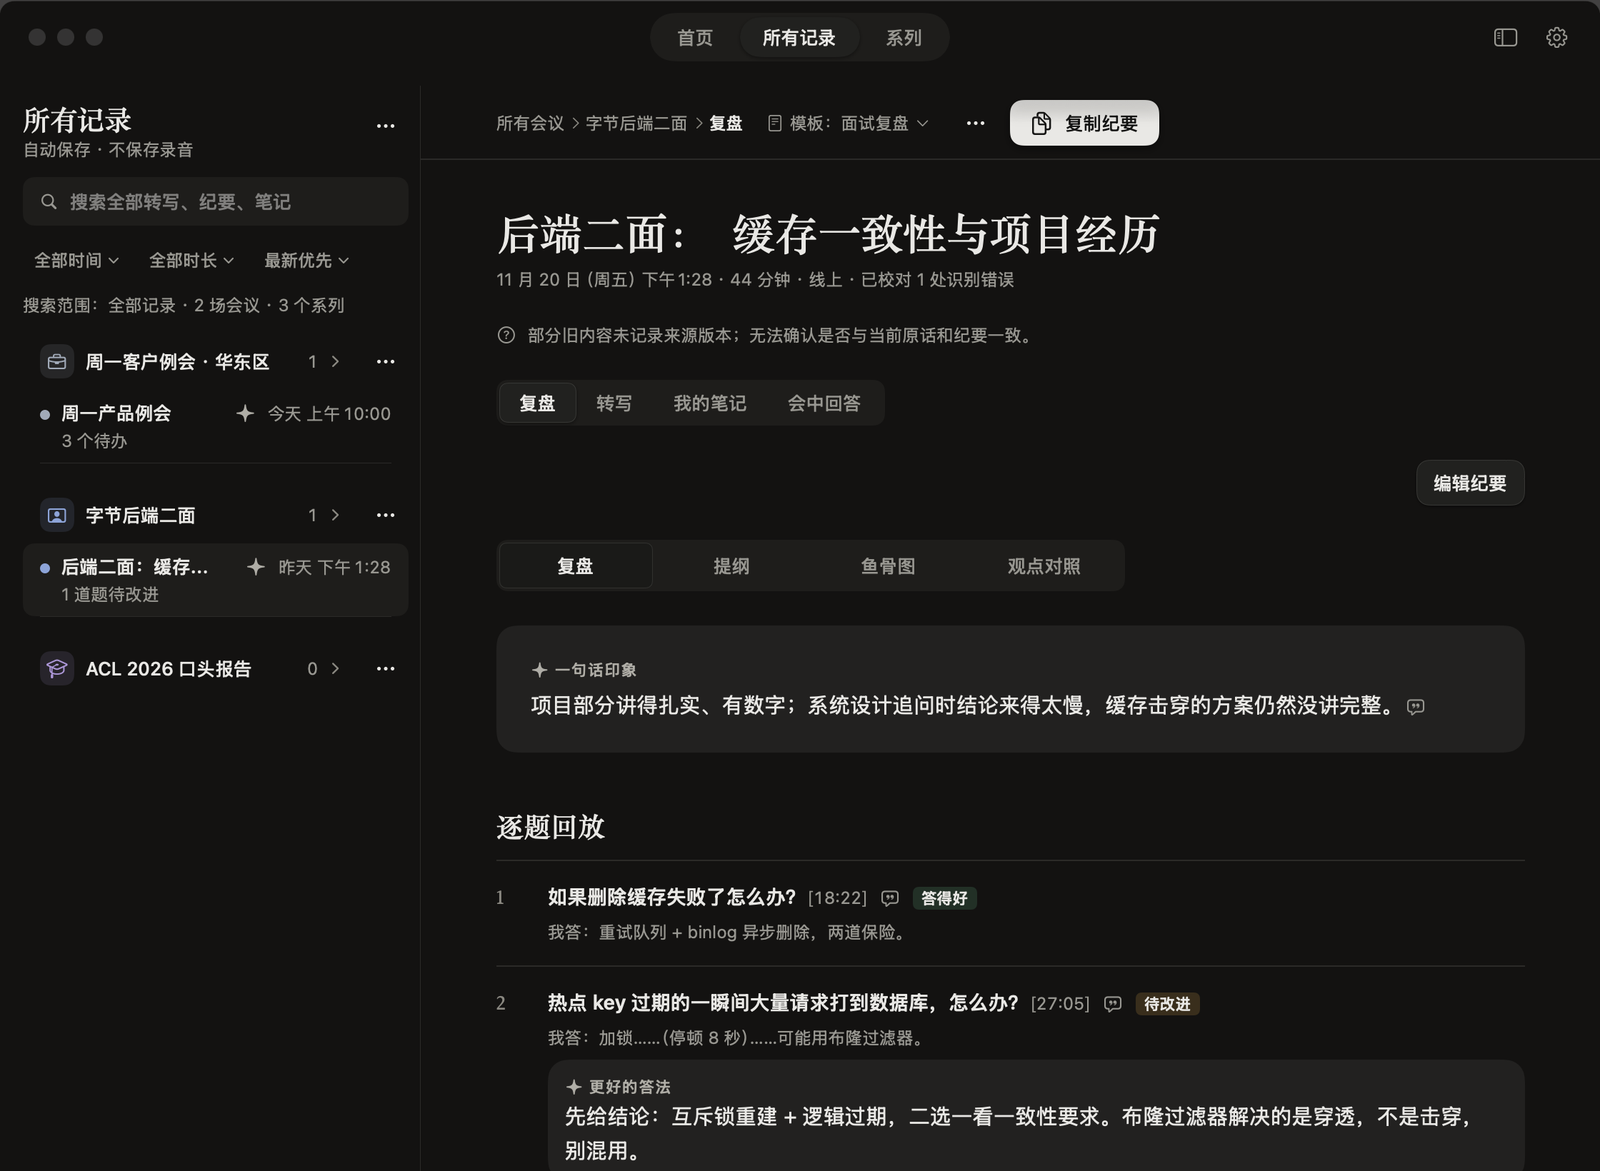 首页
所有记录
系列
所有记录
自动保存 · 不保存录音
搜索全部转写、纪要、笔记
全部时间
全部时长
最新优先
搜索范围：全部记录 · 2 场会议 · 3 个系列
周一客户例会 · 华东区
1
周一产品例会
今天 上午 10:00
3 个待办
字节后端二面
1
后端二面：缓存...
昨天 下午 1:28
1 道题待改进
ACL 2026 口头报告
0
所有会议 > 字节后端二面 > 复盘
模板：面试复盘
复制纪要
后端二面： 缓存一致性与项目经历
11 月 20 日 (周五) 下午 1:28 · 44 分钟 · 线上 · 已校对 1 处识别错误
部分旧内容未记录来源版本；无法确认是否与当前原话和纪要一致。
复盘
转写
我的笔记
会中回答
编辑纪要
复盘
提纲
鱼骨图
观点对照
一句话印象
项目部分讲得扎实、有数字；系统设计追问时结论来得太慢，缓存击穿的方案仍然没讲完整。
逐题回放
1
如果删除缓存失败了怎么办？ [18:22] 答得好
我答：重试队列 + binlog 异步删除，两道保险。
2
热点 key 过期的一瞬间大量请求打到数据库，怎么办？ [27:05] 待改进
我答：加锁……(停顿 8 秧)……可能用布隆过滤器。
更好的答法
先给结论：互斥锁重建 + 逻辑过期，二选一看一致性要求。布隆过滤器解决的是穿透，不是击穿，
别混用。